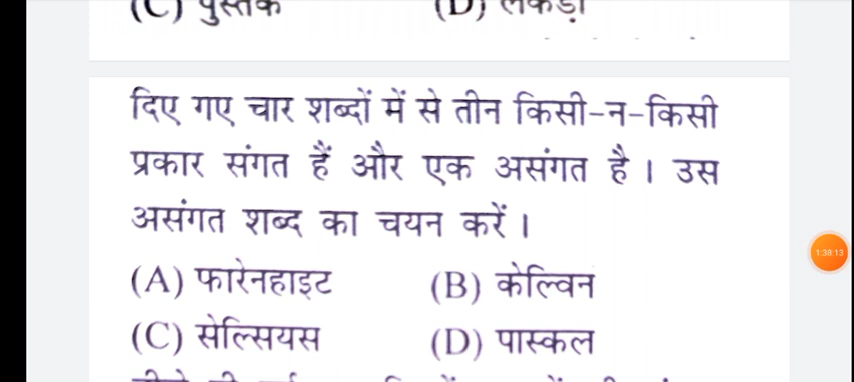 (C) पुस्तक (D) लकड़ी
दिए गए चार शब्दों में से तीन किसी-न-किसी
प्रकार संगत हैं और एक असंगत है। उस
असंगत शब्द का चयन करें।
(A) फारेनहाइट (B) केल्विन
1:38:13
(C) सेल्सियस (D) पास्कल